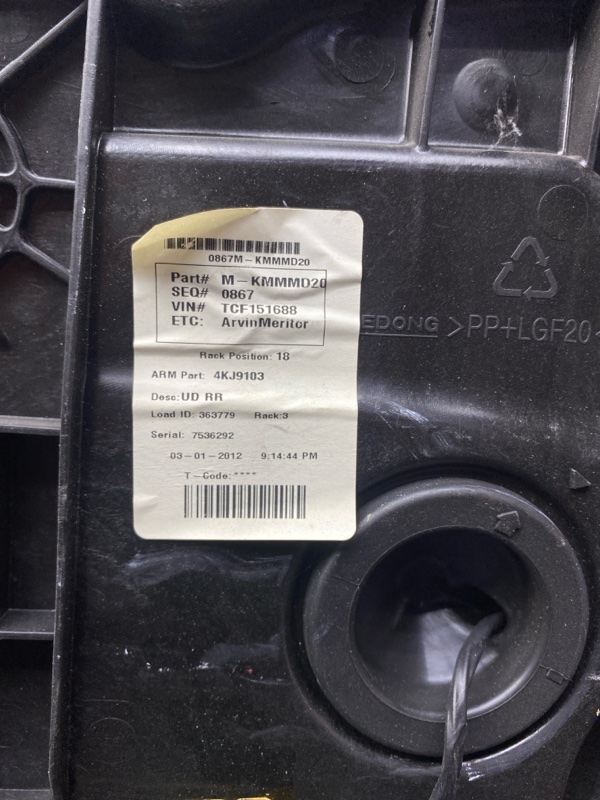 0867M-KMMMD20
Part# M-KMMMD20
SEQ# 0867
VIN# TCF151688
ETC: ArvinMeritor
Rack Position: 18
ARM Part: 4KJ9103
Desc: UD RR
Load ID: 363779 Rack: 3
Serial: 7536292
03-01-2012 9:14:44 PM
T-Code: ****
EDONG >PP+LGF20<